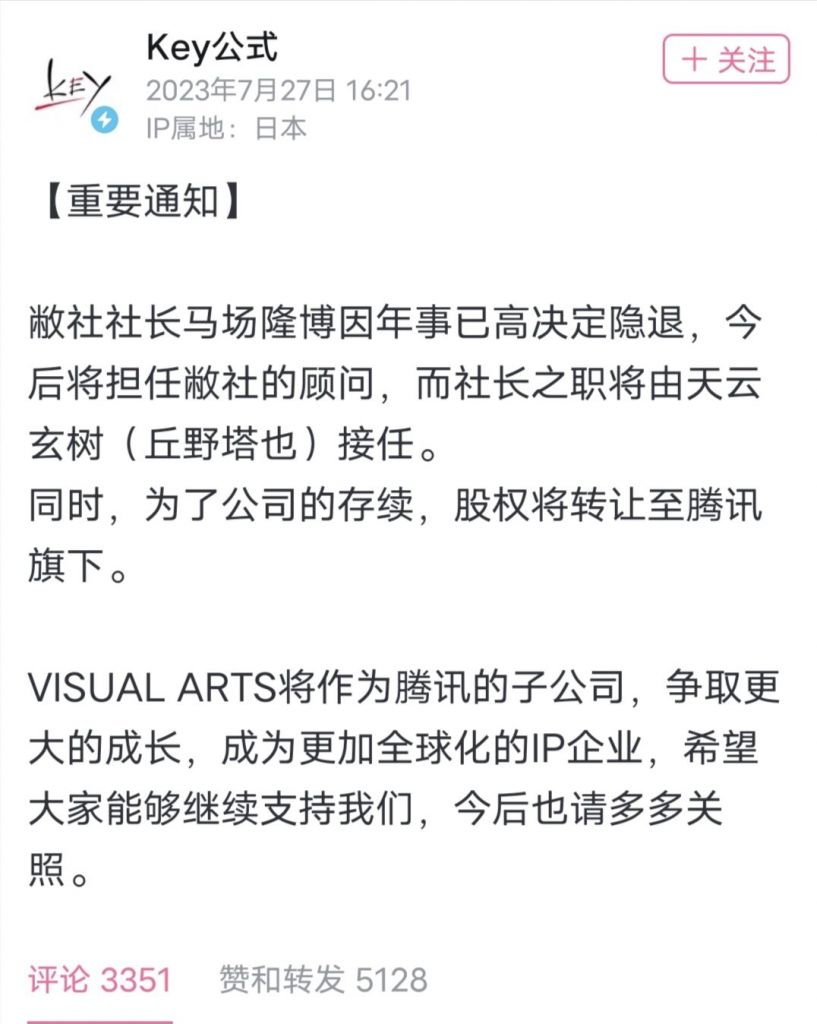 Key公式
2023年7月27日 16:21
IP属地：日本
KEY
+ 关注
【重要通知】
敝社社长马场隆博因年事已高决定隐退，今
后将担任敝社的顾问，而社长之职将由天云
玄树（丘野塔也）接任。
同时，为了公司的存续，股权将转让至腾讯
旗下。
VISUAL ARTS将作为腾讯的子公司，争取更
大的成长，成为更加全球化的IP企业，希望
大家能够继续支持我们，今后也请多多关
照。
评论 3351
赞和转发 5128